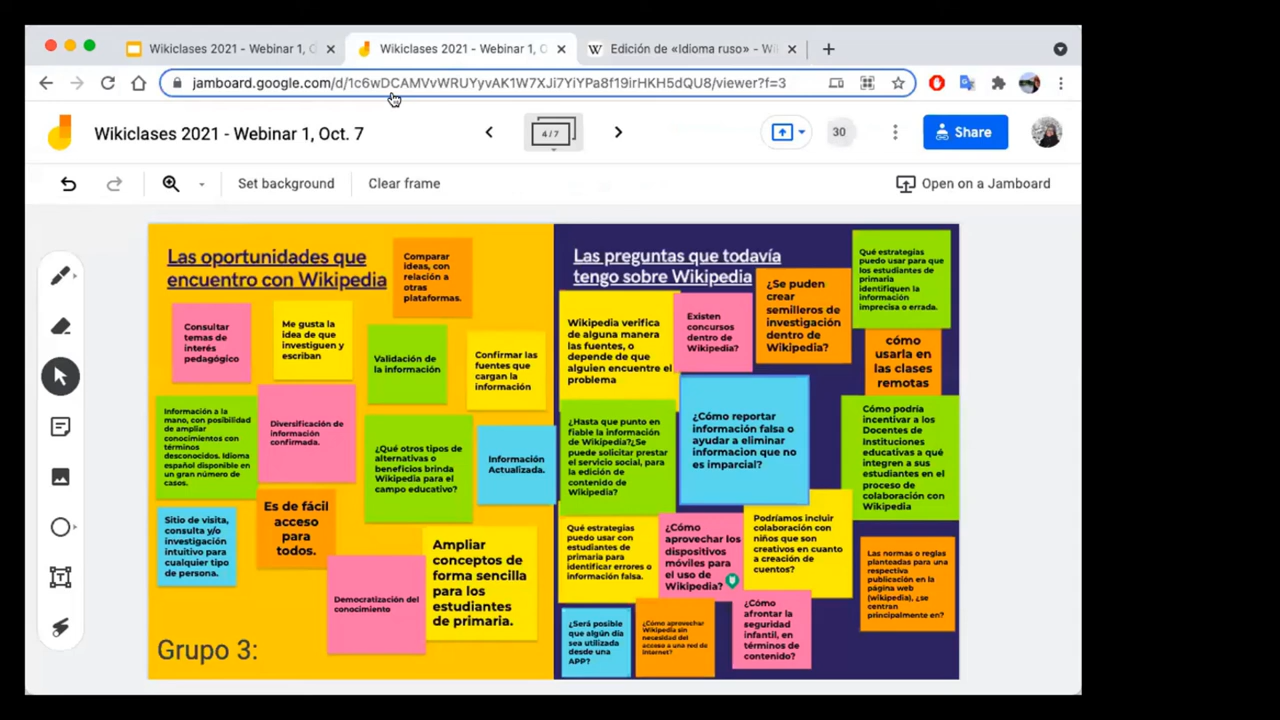 Wikiclases 2021 - Webinar 1,
Wikiclases 2021 - Webinar 1, O
W Edición de «Idioma ruso» - Wi
jamboard.google.com/d/1c6wDCAMVvWRUYyvAK1W7XJi7YiYPa8f19irHKH5dQU8/viewer?f=3
Wikiclases 2021 - Webinar 1, Oct. 7
4/7
30
Share
Set background
Clear frame
Open on a Jamboard
Las oportunidades que
encuentro con Wikipedia
Comparar
ideas, con
relación a
otras
plataformas.
Consultar
temas de
interés
pedagógico
Me gusta la
idea de que
investiguen y
escriban
Validación de
la información
Confirmar las
fuentes que
cargan la
información
Información a la
mano, con posibilidad
de ampliar
conocimientos con
términos
desconocidos. Idioma
español disponible en
un gran número de
casos.
Diversificación de
información
confirmada.
¿Qué otros tipos de
alternativas o
beneficios brinda
Wikipedia para el
campo educativo?
Información
Actualizada.
Sitio de visita,
consulta y/o
investigación
intuitivo para
cualquier tipo
de persona.
Es de fácil
acceso
para
todos.
Democratización del
conocimiento
Ampliar
conceptos de
forma sencilla
para los
estudiantes
de primaria.
Grupo 3:
Las preguntas que todavía
tengo sobre Wikipedia
Wikipedia verifica
de alguna manera
las fuentes, o
depende de que
alguien encuentre el
problema
Existen
concursos
dentro de
Wikipedia?
¿Se puden
crear
semilleros de
investigación
dentro de
Wikipedia?
Qué estrategias
puedo usar para que
los estudiantes de
primaria
identifiquen la
información
imprecisa o errada.
cómo
usarla en
las clases
remotas
¿Hasta que punto en
fiable la información
de Wikipedia?¿Se
puede solicitar prestar
el servicio social, para
la edición de
contenido de
Wikipedia?
¿Cómo reportar
información falsa o
ayudar a eliminar
informacion que no
es imparcial?
Cómo podría
incentivar a los
Docentes de
Instituciones
educativas a qué
integren a sus
estudiantes en el
proceso de
colaboración con
Wikipedia
Qué estrategias
puedo usar con
estudiantes de
primaria para
identificar errores o
información falsa.
¿Cómo
aprovechar los
dispositivos
móviles para
el uso de
Wikipedia?
Podríamos incluir
colaboración con
niños que son
creativos en cuanto
a creación de
cuentos?
Las normas o reglas
planteadas para una
respectiva
publicación en la
página web
(wikipedia), ¿se
centran
principalmente en?
¿Será posible
que algún día
sea utilizada
desde una
APP?
¿Cómo aprovechar
Wikipedia sin
necesidad del
acceso a una red de
internet?
¿Cómo
afrontar la
seguridad
infantil, en
términos de
contenido?